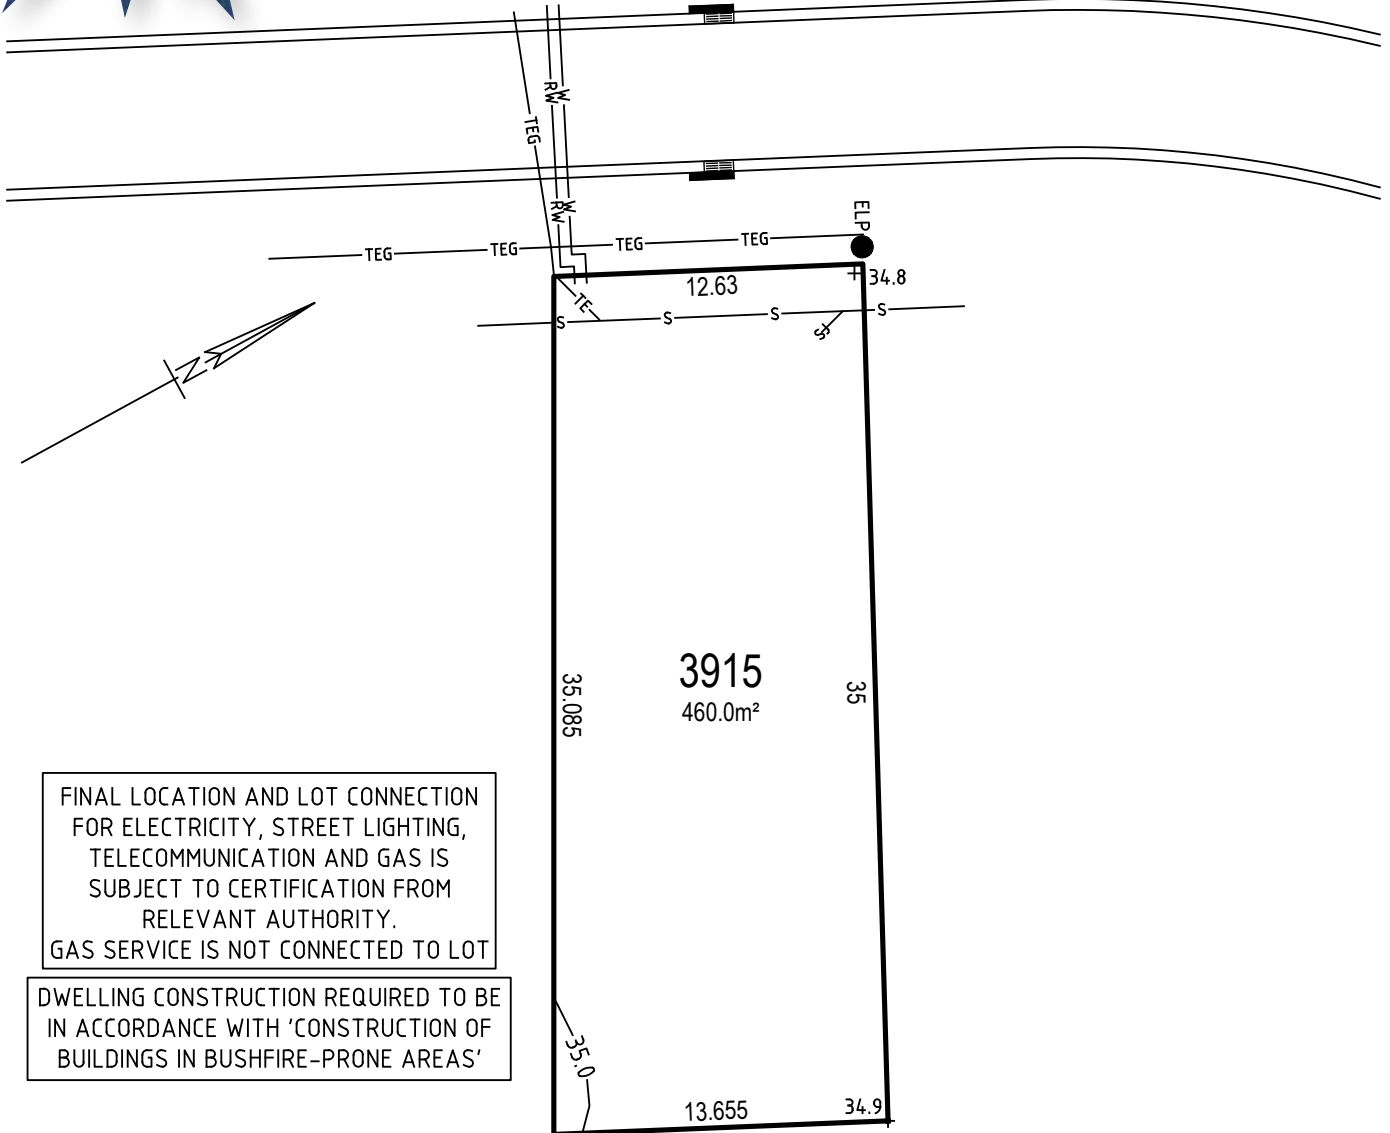 RW
W
TEG
RW
W
ELP
TEG
TEG
TEG
TEG
12.63
34.8
TE
S
S
S
S
SS
N
3915
460.0m²
35.085
35
FINAL LOCATION AND LOT CONNECTION
FOR ELECTRICITY, STREET LIGHTING,
TELECOMMUNICATION AND GAS IS
SUBJECT TO CERTIFICATION FROM
RELEVANT AUTHORITY.
GAS SERVICE IS NOT CONNECTED TO LOT
DWELLING CONSTRUCTION REQUIRED TO BE
IN ACCORDANCE WITH 'CONSTRUCTION OF
BUILDINGS IN BUSHFIRE-PRONE AREAS'
35.0
13.655
34.9